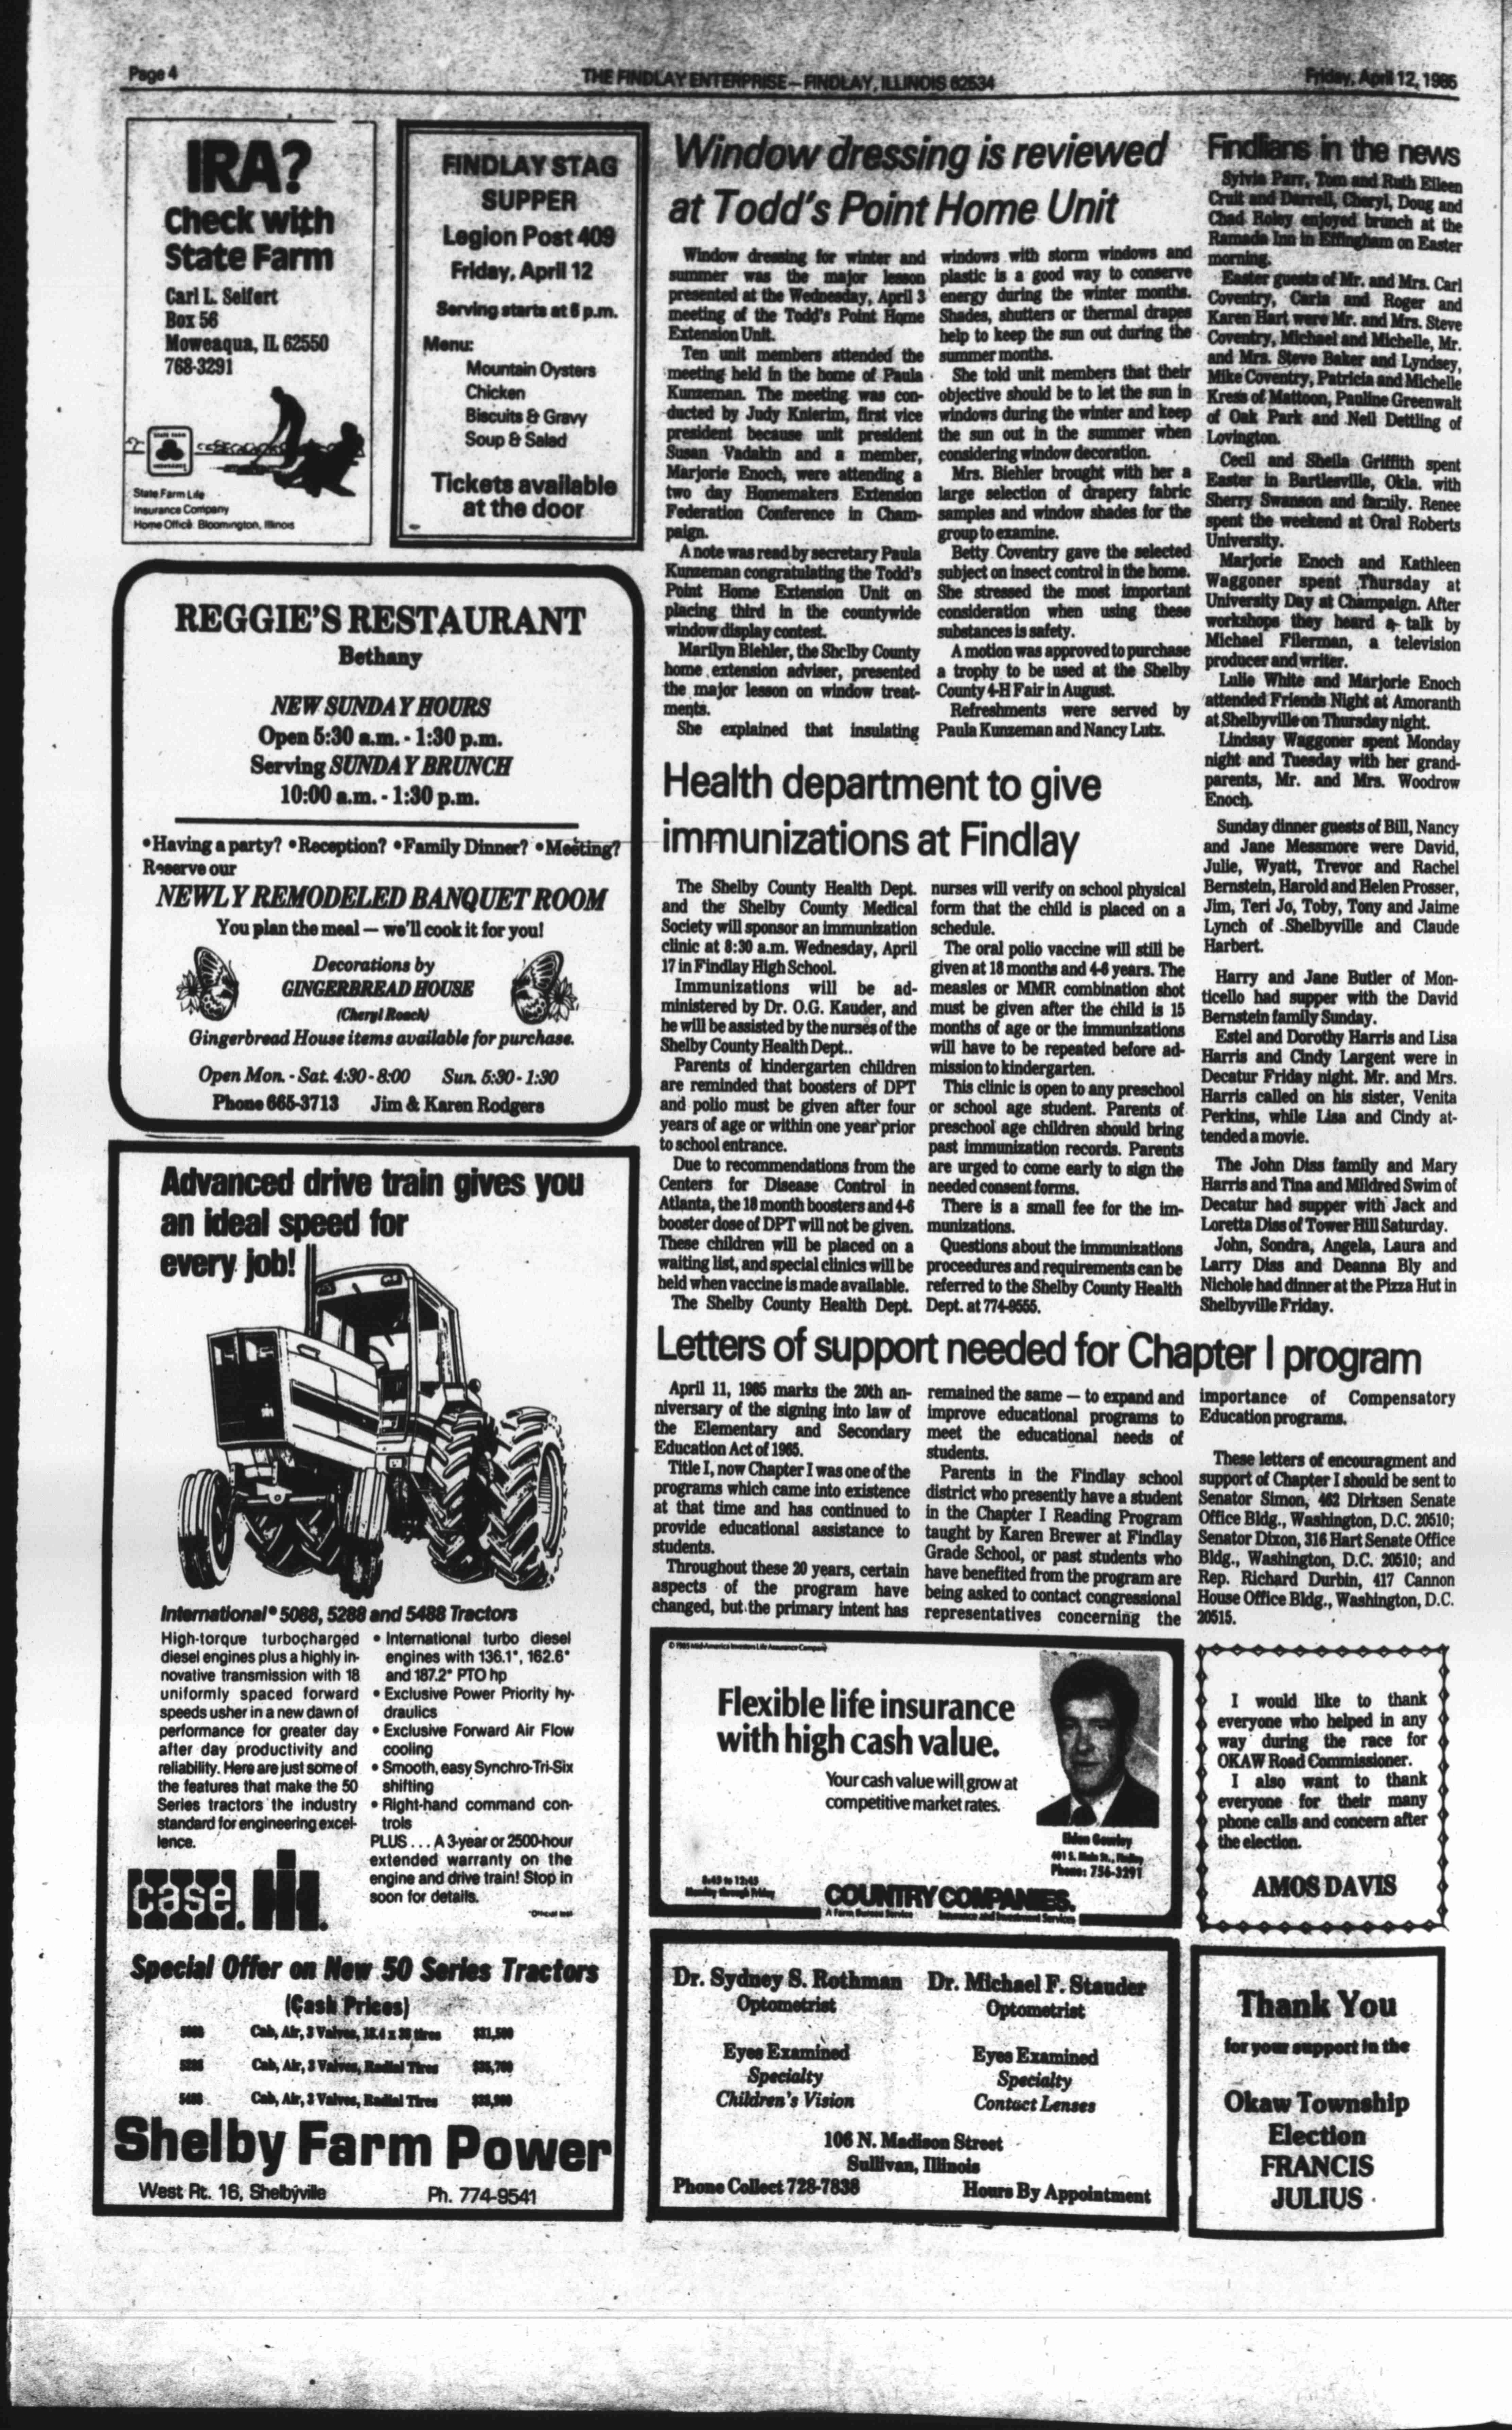 Page 4
THE FINDLAY ENTERPRISE — FINDLAY, ILLINOIS 62534
Friday, April 12, 1985
IRA?
Check with
State Farm
Carl L. Seifert
Box 56
Moweaqua, IL 62550
768-3291
State Farm Life
Insurance Company
Home Office: Bloomington, Illinois
FINDLAY STAG
SUPPER
Legion Post 409
Friday, April 12
Serving starts at 6 p.m.
Menu:
Mountain Oysters
Chicken
Biscuits & Gravy
Soup & Salad
Tickets available
at the door
REGGIE'S RESTAURANT
Bethany
NEW SUNDAY HOURS
Open 5:30 a.m. - 1:30 p.m.
Serving SUNDAY BRUNCH
10:00 a.m. - 1:30 p.m.
•Having a party? •Reception? •Family Dinner? •Meeting?
Reserve our
NEWLY REMODELED BANQUET ROOM
You plan the meal — we'll cook it for you!
Decorations by
GINGERBREAD HOUSE
(Cheryl Roach)
Gingerbread House items available for purchase.
Open Mon. - Sat. 4:30 - 8:00 Sun. 5:30 - 1:30
Phone 665-3713 Jim & Karen Rodgers
Advanced drive train gives you
an ideal speed for
every job!
International® 5088, 5288 and 5488 Tractors
High-torque turbocharged
diesel engines plus a highly in-
novative transmission with 18
uniformly spaced forward
speeds usher in a new dawn of
performance for greater day
after day productivity and
reliability. Here are just some of
the features that make the 50
Series tractors the industry
standard for engineering excel-
lence.
• International turbo diesel
engines with 136.1*, 162.6*
and 187.2* PTO hp
• Exclusive Power Priority hy-
draulics
• Exclusive Forward Air Flow
cooling
• Smooth, easy Synchro-Tri-Six
shifting
• Right-hand command con-
trols
PLUS . . . A 3-year or 2500-hour
extended warranty on the
engine and drive train! Stop in
soon for details.
*Official test
case IH
Special Offer on New 50 Series Tractors
(Cash Prices)
5088 Cab, Air, 3 Valves, 18.4 x 38 tires $31,500
5288 Cab, Air, 3 Valves, Radial Tires
5488 Cab, Air, 3 Valves, Radial Tires
Shelby Farm Power
West Rt. 16, Shelbyville Ph. 774-9541
Window dressing is reviewed
at Todd's Point Home Unit
Window dressing for winter and
summer was the major lesson
presented at the Wednesday, April 3
meeting of the Todd's Point Home
Extension Unit.
Ten unit members attended the
meeting held in the home of Paula
Kunzeman. The meeting was con-
ducted by Judy Knierim, first vice
president because unit president
Susan Vadakin and a member,
Marjorie Enoch, were attending a
two day Homemakers Extension
Federation Conference in Cham-
paign.
A note was read by secretary Paula
Kunzeman congratulating the Todd's
Point Home Extension Unit on
placing third in the countywide
window display contest.
Marilyn Biehler, the Shelby County
home extension adviser, presented
the major lesson on window treat-
ments.
She explained that insulating
windows with storm windows and
plastic is a good way to conserve
energy during the winter months.
Shades, shutters or thermal drapes
help to keep the sun out during the
summer months.
She told unit members that their
objective should be to let the sun in
windows during the winter and keep
the sun out in the summer when
considering window decoration.
Mrs. Biehler brought with her a
large selection of drapery fabric
samples and window shades for the
group to examine.
Betty Coventry gave the selected
subject on insect control in the home.
She stressed the most important
consideration when using these
substances is safety.
A motion was approved to purchase
a trophy to be used at the Shelby
County 4-H Fair in August.
Refreshments were served by
Paula Kunzeman and Nancy Lutz.
Health department to give
immunizations at Findlay
The Shelby County Health Dept.
and the Shelby County Medical
Society will sponsor an immunization
clinic at 8:30 a.m. Wednesday, April
17 in Findlay High School.
Immunizations will be ad-
ministered by Dr. O.G. Kauder, and
he will be assisted by the nurses of the
Shelby County Health Dept..
Parents of kindergarten children
are reminded that boosters of DPT
and polio must be given after four
years of age or within one year prior
to school entrance.
Due to recommendations from the
Centers for Disease Control in
Atlanta, the 18 month boosters and 4-6
booster dose of DPT will not be given.
These children will be placed on a
waiting list, and special clinics will be
held when vaccine is made available.
The Shelby County Health Dept.
nurses will verify on school physical
form that the child is placed on a
schedule.
The oral polio vaccine will still be
given at 18 months and 4-6 years. The
measles or MMR combination shot
must be given after the child is 15
months of age or the immunizations
will have to be repeated before ad-
mission to kindergarten.
This clinic is open to any preschool
or school age student. Parents of
preschool age children should bring
past immunization records. Parents
are urged to come early to sign the
needed consent forms.
There is a small fee for the im-
munizations.
Questions about the immunizations
proceedures and requirements can be
referred to the Shelby County Health
Dept. at 774-9555.
Findlians in the news
Sylvia Parr, Tom and Ruth Eileen
Cruit and Darrell, Cheryl, Doug and
Chad Roley enjoyed brunch at the
Ramada Inn in Effingham on Easter
morning.
Easter guests of Mr. and Mrs. Carl
Coventry, Carla and Roger and
Karen Hart were Mr. and Mrs. Steve
Coventry, Michael and Michelle, Mr.
and Mrs. Steve Baker and Lyndsey,
Mike Coventry, Patricia and Michelle
Kress of Mattoon, Pauline Greenwalt
of Oak Park and Neil Dettling of
Lovington.
Cecil and Sheila Griffith spent
Easter in Bartlesville, Okla. with
Sherry Swanson and family. Renee
spent the weekend at Oral Roberts
University.
Marjorie Enoch and Kathleen
Waggoner spent Thursday at
University Day at Champaign. After
workshops they heard a talk by
Michael Filerman, a television
producer and writer.
Lulie White and Marjorie Enoch
attended Friends Night at Amoranth
at Shelbyville on Thursday night.
Lindsay Waggoner spent Monday
night and Tuesday with her grand-
parents, Mr. and Mrs. Woodrow
Enoch.
Sunday dinner guests of Bill, Nancy
and Jane Messmore were David,
Julie, Wyatt, Trevor and Rachel
Bernstein, Harold and Helen Prosser,
Jim, Teri Jo, Toby, Tony and Jaime
Lynch of Shelbyville and Claude
Harbert.
Harry and Jane Butler of Mon-
ticello had supper with the David
Bernstein family Sunday.
Estel and Dorothy Harris and Lisa
Harris and Cindy Largent were in
Decatur Friday night. Mr. and Mrs.
Harris called on his sister, Venita
Perkins, while Lisa and Cindy at-
tended a movie.
The John Diss family and Mary
Harris and Tina and Mildred Swim of
Decatur had supper with Jack and
Loretta Diss of Tower Hill Saturday.
John, Sondra, Angela, Laura and
Larry Diss and Deanna Bly and
Nichole had dinner at the Pizza Hut in
Shelbyville Friday.
Letters of support needed for Chapter I program
April 11, 1985 marks the 20th an-
niversary of the signing into law of
the Elementary and Secondary
Education Act of 1965.
Title I, now Chapter I was one of the
programs which came into existence
at that time and has continued to
provide educational assistance to
students.
Throughout these 20 years, certain
aspects of the program have
changed, but the primary intent has
remained the same — to expand and
improve educational programs to
meet the educational needs of
students.
Parents in the Findlay school
district who presently have a student
in the Chapter I Reading Program
taught by Karen Brewer at Findlay
Grade School, or past students who
have benefited from the program are
being asked to contact congressional
representatives concerning the
importance of Compensatory
Education programs.
These letters of encouragment and
support of Chapter I should be sent to
Senator Simon, 462 Dirksen Senate
Office Bldg., Washington, D.C. 20510;
Senator Dixon, 316 Hart Senate Office
Bldg., Washington, D.C. 20510; and
Rep. Richard Durbin, 417 Cannon
House Office Bldg., Washington, D.C.
20515.
© 1985 Mid-America Investors Life Assurance Company
Flexible life insurance
with high cash value.
Your cash value will grow at
competitive market rates.
Elden Gowley
401 S. Main St., Findlay
Phone: 756-3291
8:45 to 12:45
Monday through Friday
COUNTRY COMPANIES.
A Farm Bureau Service Insurance and Investment Services
I would like to thank
everyone who helped in any
way during the race for
OKAW Road Commissioner.
I also want to thank
everyone for their many
phone calls and concern after
the election.
AMOS DAVIS
Dr. Sydney S. Rothman
Optometrist
Eyes Examined
Specialty
Children's Vision
Dr. Michael F. Stauder
Optometrist
Eyes Examined
Specialty
Contact Lenses
106 N. Madison Street
Sullivan, Illinois
Phone Collect 728-7838 Hours By Appointment
Thank You
for your support in the
Okaw Township
Election
FRANCIS
JULIUS